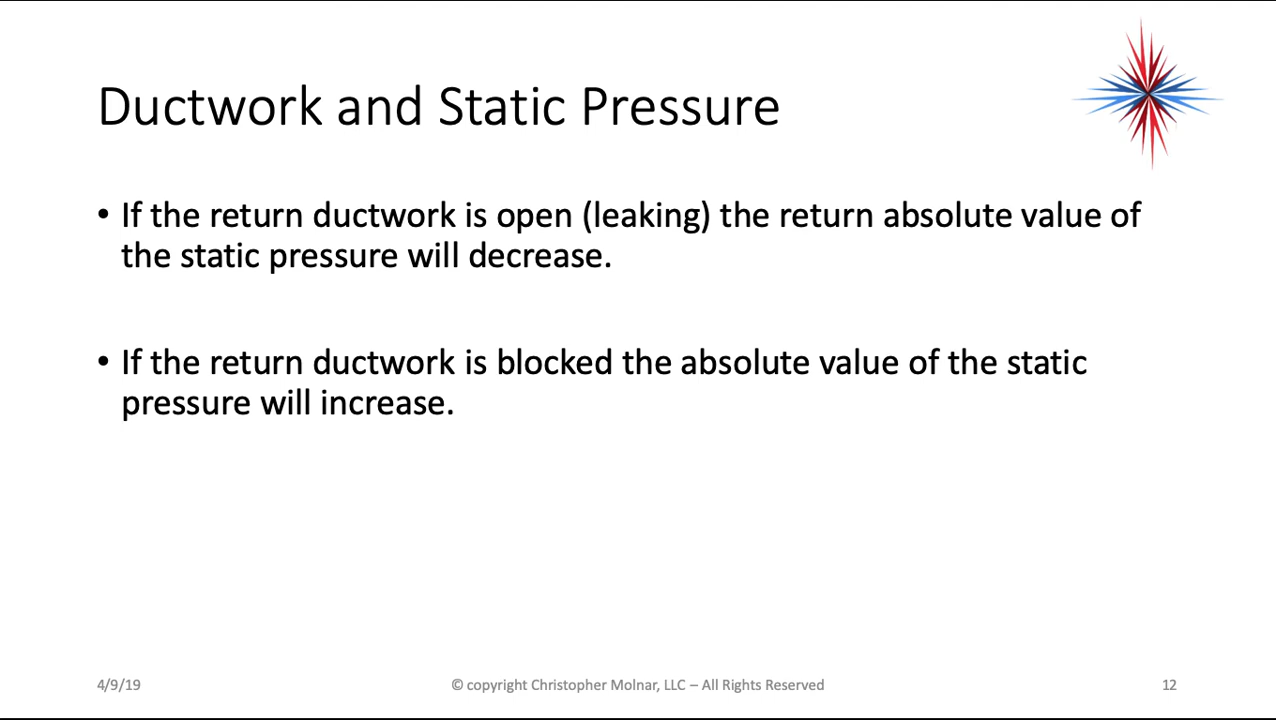 Ductwork and Static Pressure
• If the return ductwork is open (leaking) the return absolute value of
the static pressure will decrease.
• If the return ductwork is blocked the absolute value of the static
pressure will increase.
4/9/19
© copyright Christopher Molnar, LLC – All Rights Reserved
12